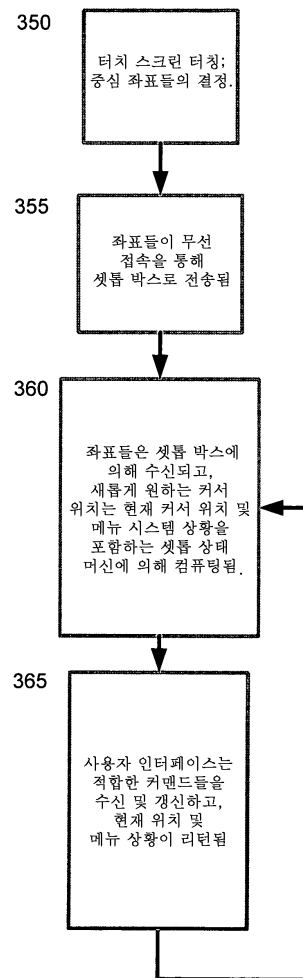 350
터치 스크린 터칭;
중심 좌표들의 결정.
355
좌표들이 무선
접속을 통해
셋톱 박스로 전송됨
360
좌표들은 셋톱 박스에
의해 수신되고,
새롭게 원하는 커서
위치는 현재 커서 위치 및
메뉴 시스템 상황을
포함하는 셋톱 상태
머신에 의해 컴퓨팅됨.
365
사용자 인터페이스는
적합한 커맨드들을
수신 및 갱신하고,
현재 위치 및
메뉴 상황이 리턴됨